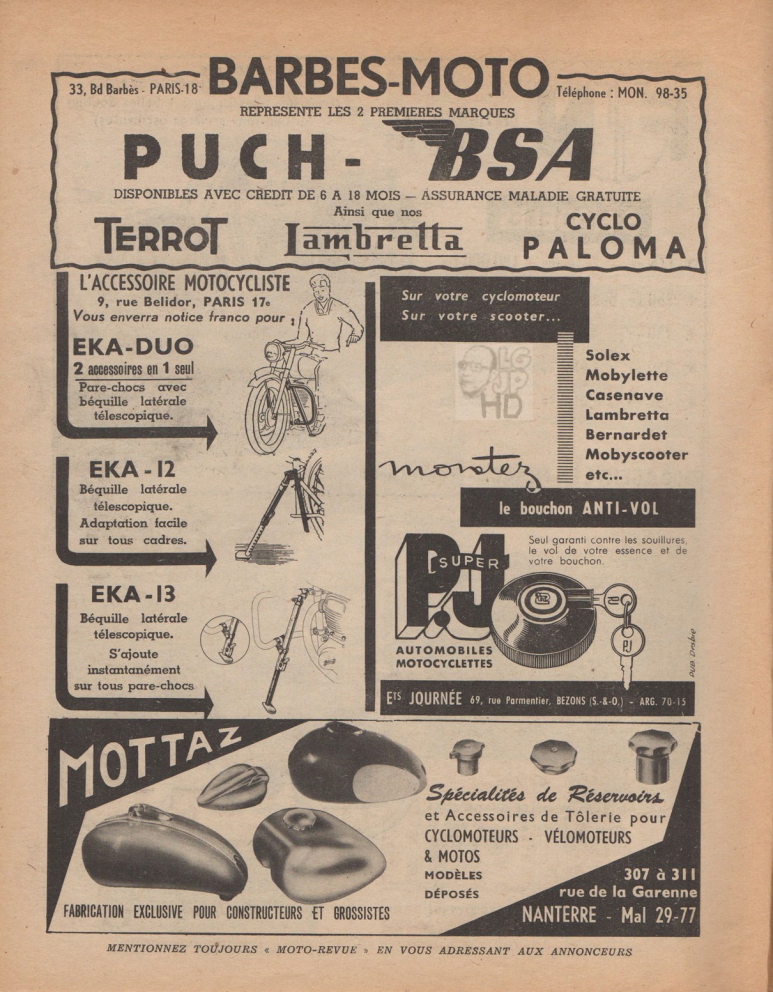 BARBES-MOTO
33, Bd Barbès - PARIS-18e
Téléphone : MON. 98-35
REPRESENTE LES 2 PREMIERES MARQUES
PUCH - BSA
DISPONIBLES AVEC CREDIT DE 6 A 18 MOIS — ASSURANCE MALADIE GRATUITE
Ainsi que nos
TERROT Lambretta CYCLO
PALOMA
L'ACCESSOIRE MOTOCYCLISTE
9, rue Belidor, PARIS 17e
Vous enverra notice franco pour :
EKA-DUO
2 accessoires en 1 seul
Pare-chocs avec
béquille latérale
télescopique.
EKA-12
Béquille latérale
télescopique.
Adaptation facile
sur tous cadres.
EKA-13
Béquille latérale
télescopique.
S'ajoute
instantanément
sur tous pare-chocs
Sur votre cyclomoteur
Sur votre scooter...
LG
JP
HD
Solex
Mobylette
Casenave
Lambretta
Bernardet
Mobyscooter
etc...
montez
le bouchon ANTI-VOL
Seul garanti contre les souillures,
le vol de votre essence et de
votre bouchon.
P.J
SUPER
PJ
AUTOMOBILES
MOTOCYCLETTES
Ets JOURNÉE 69, rue Parmentier, BEZONS (S.-&-O.) - ARG. 70-15
MOTTAZ
Spécialités de Réservoirs
et Accessoires de Tôlerie pour
CYCLOMOTEURS - VÉLOMOTEURS
& MOTOS
MODÈLES
DÉPOSÉS
307 à 311
rue de la Garenne
NANTERRE - Mal 29-77
FABRICATION EXCLUSIVE POUR CONSTRUCTEURS ET GROSSISTES
MENTIONNEZ TOUJOURS « MOTO-REVUE » EN VOUS ADRESSANT AUX ANNONCEURS